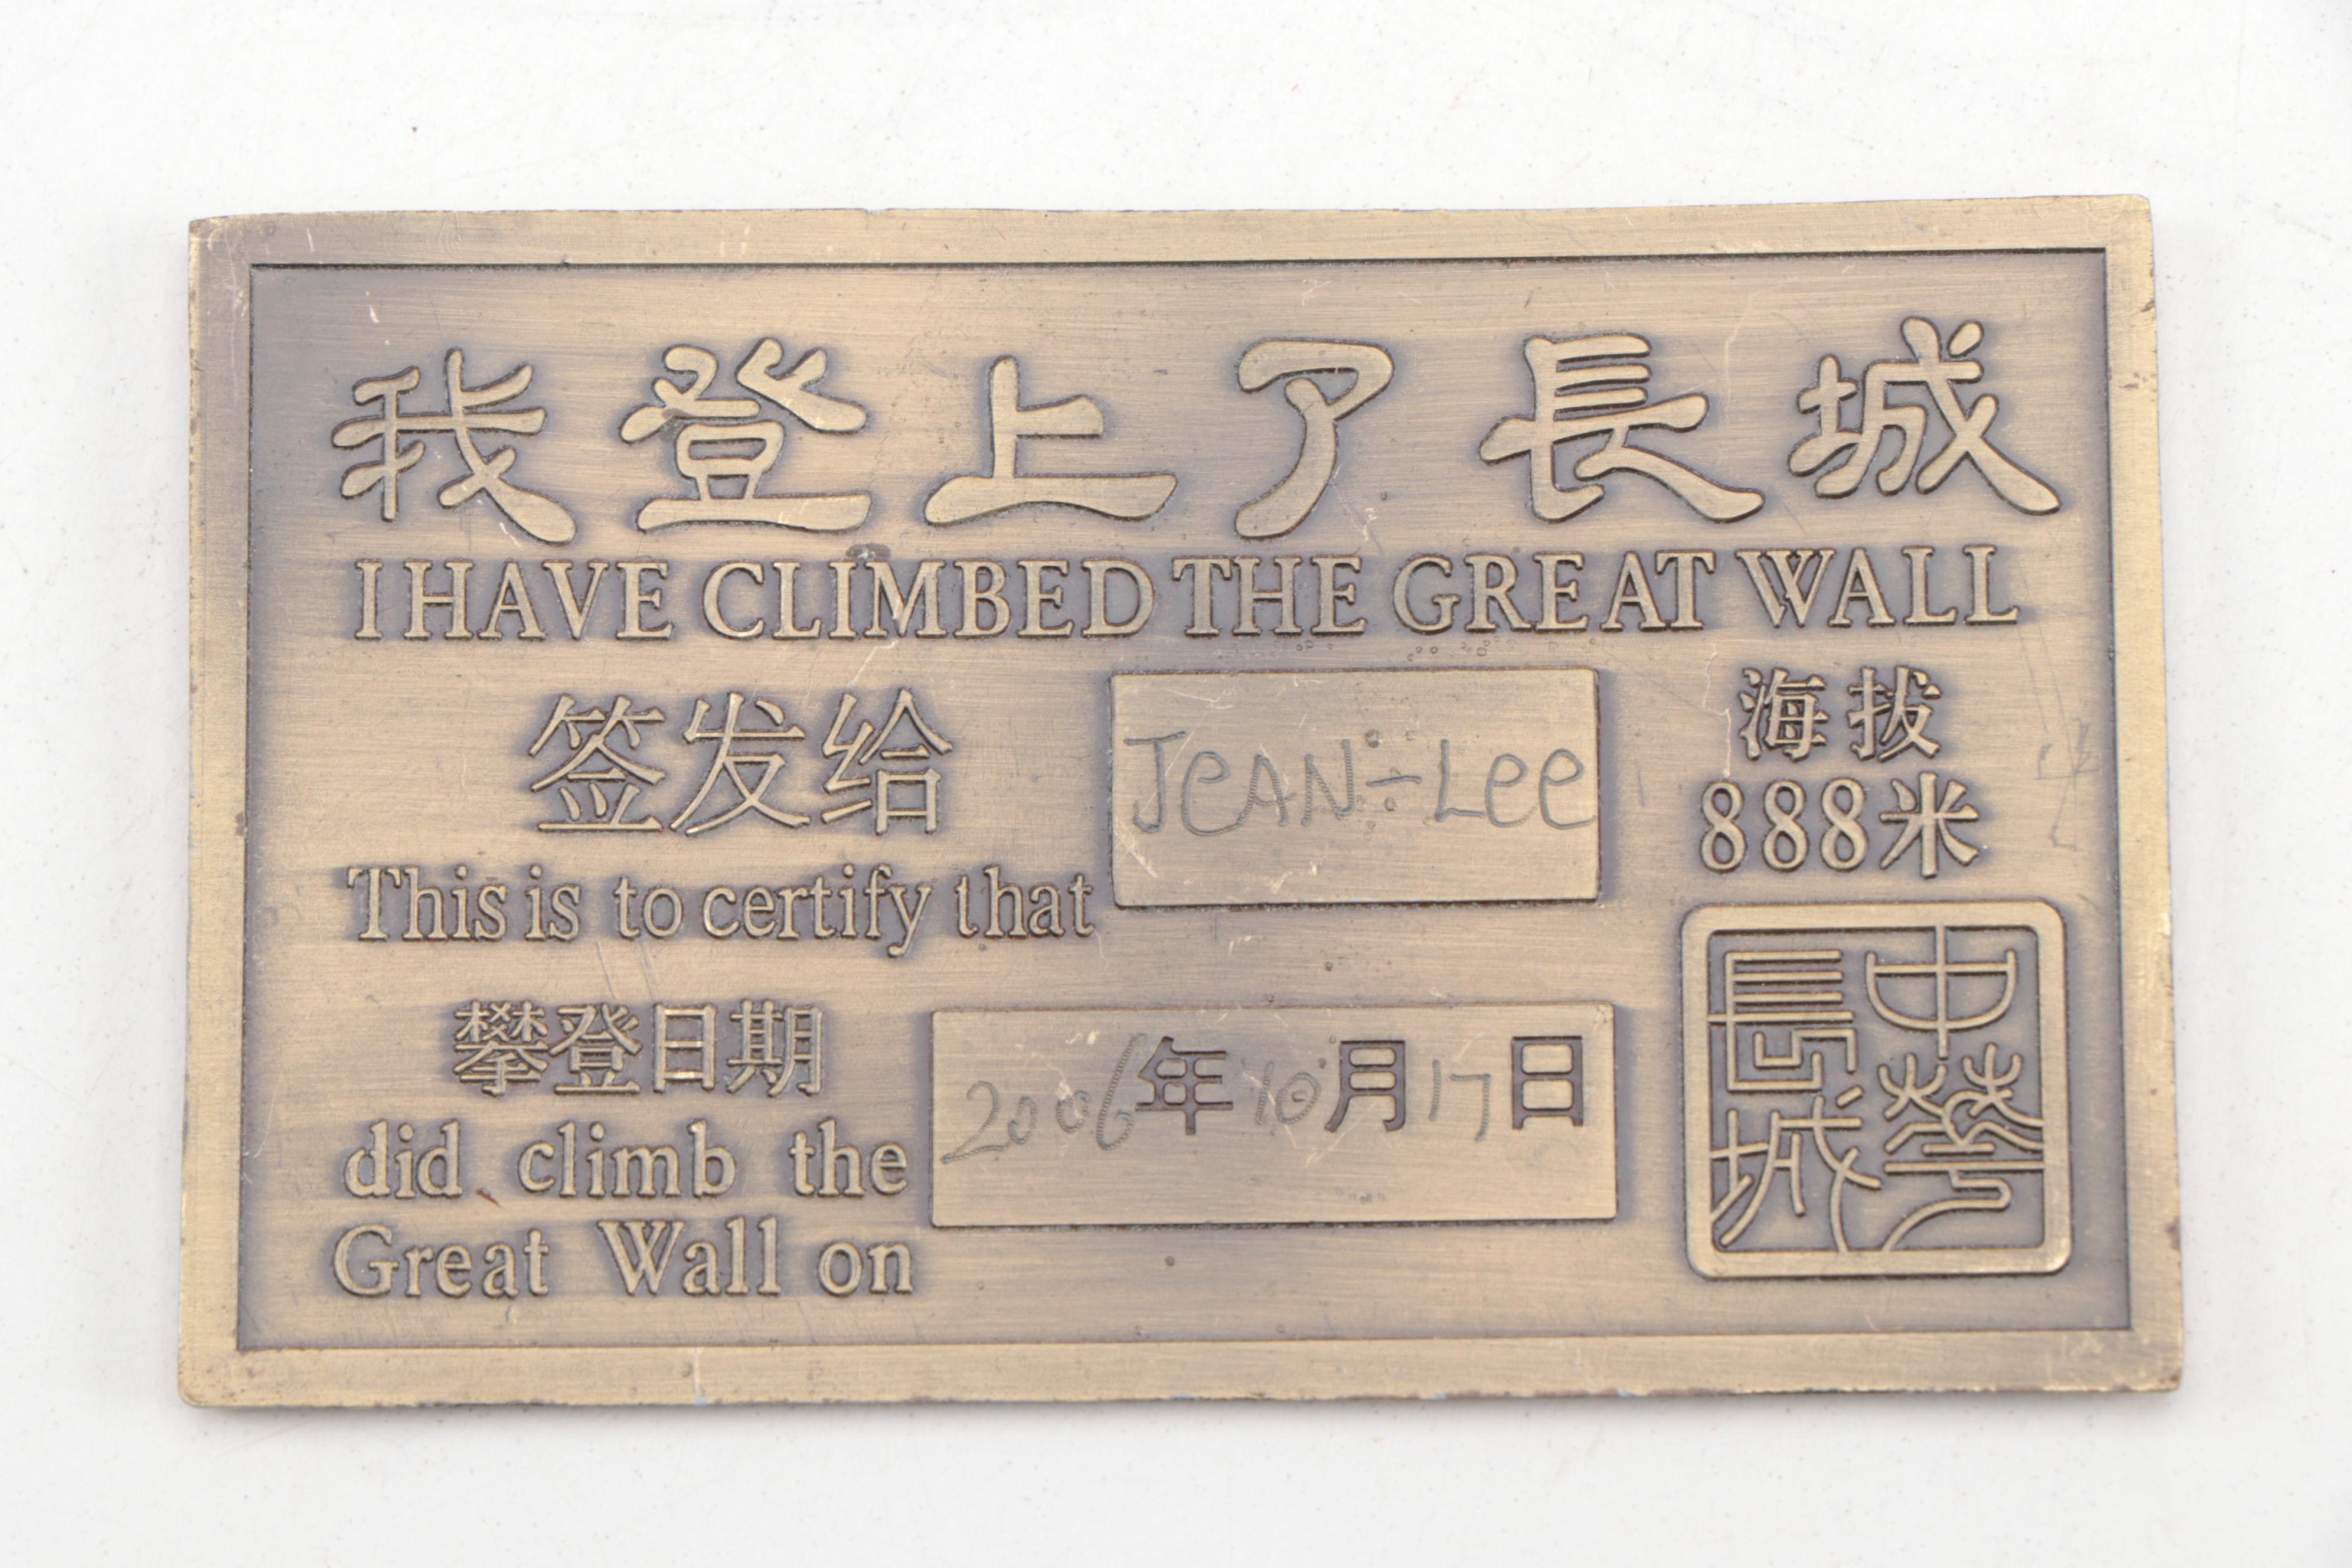 我登上了長城
I HAVE CLIMBED THE GREAT WALL
签发给
This is to certify that
JeAN-Lee
海拔
888米
攀登日期
did climb the
Great Wall on
2006年10月17日
中華
長城